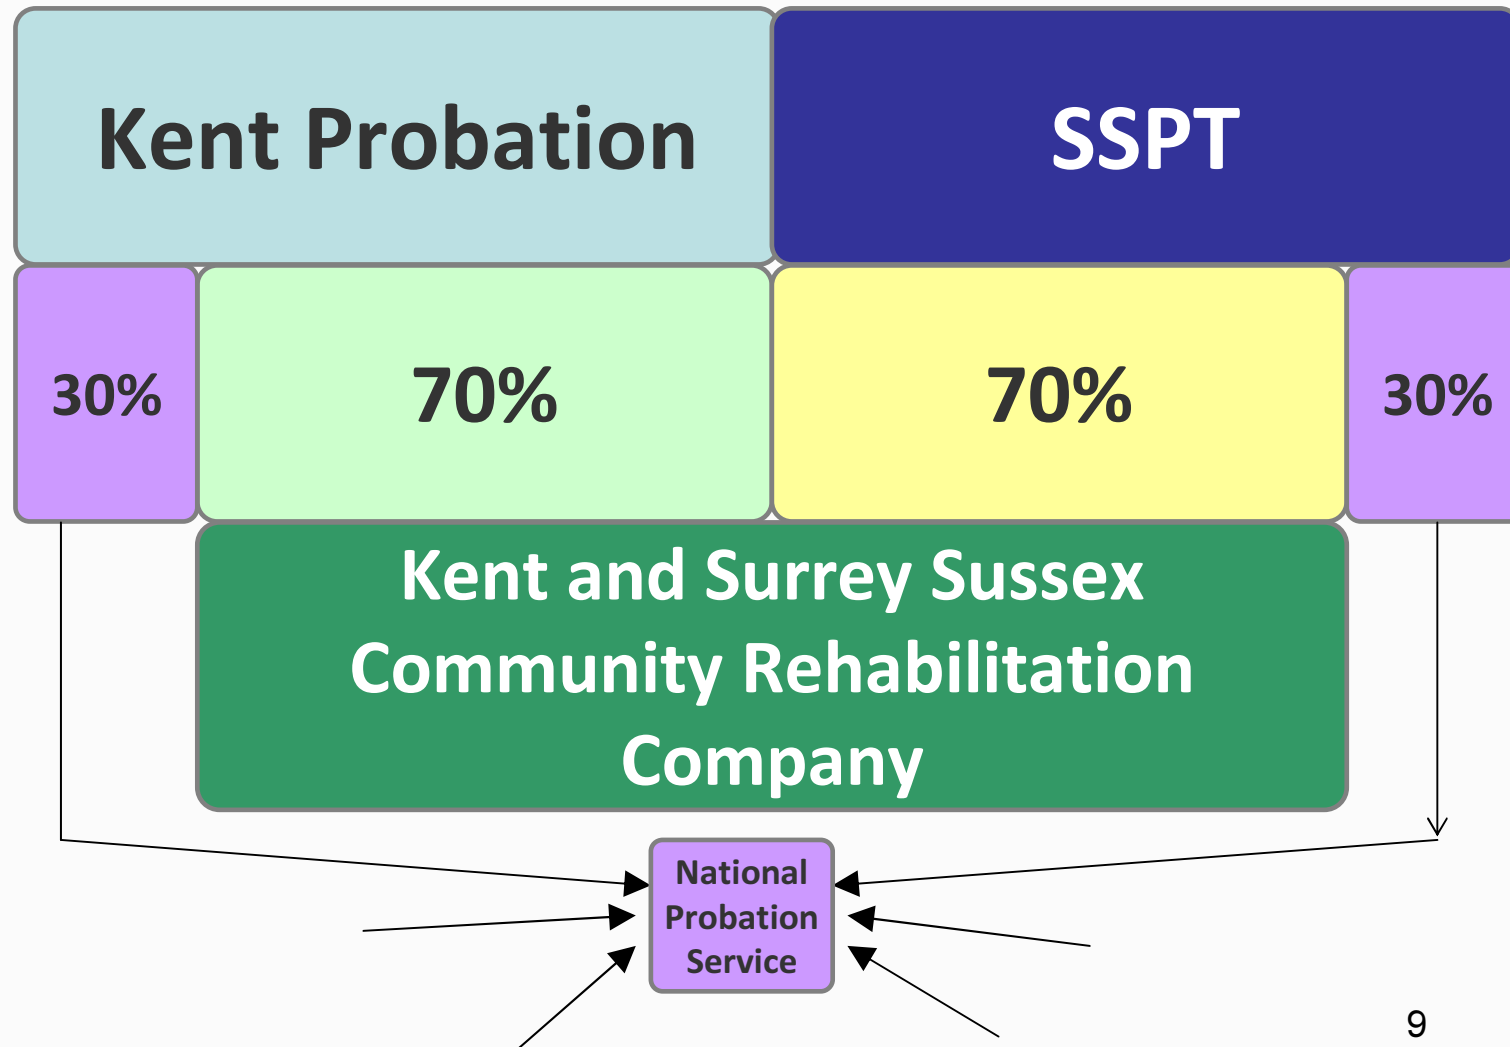 Kent Probation
SSPT
30%
70%
70%
30%
Kent and Surrey Sussex
Community Rehabilitation
Company
National
Probation
Service
9